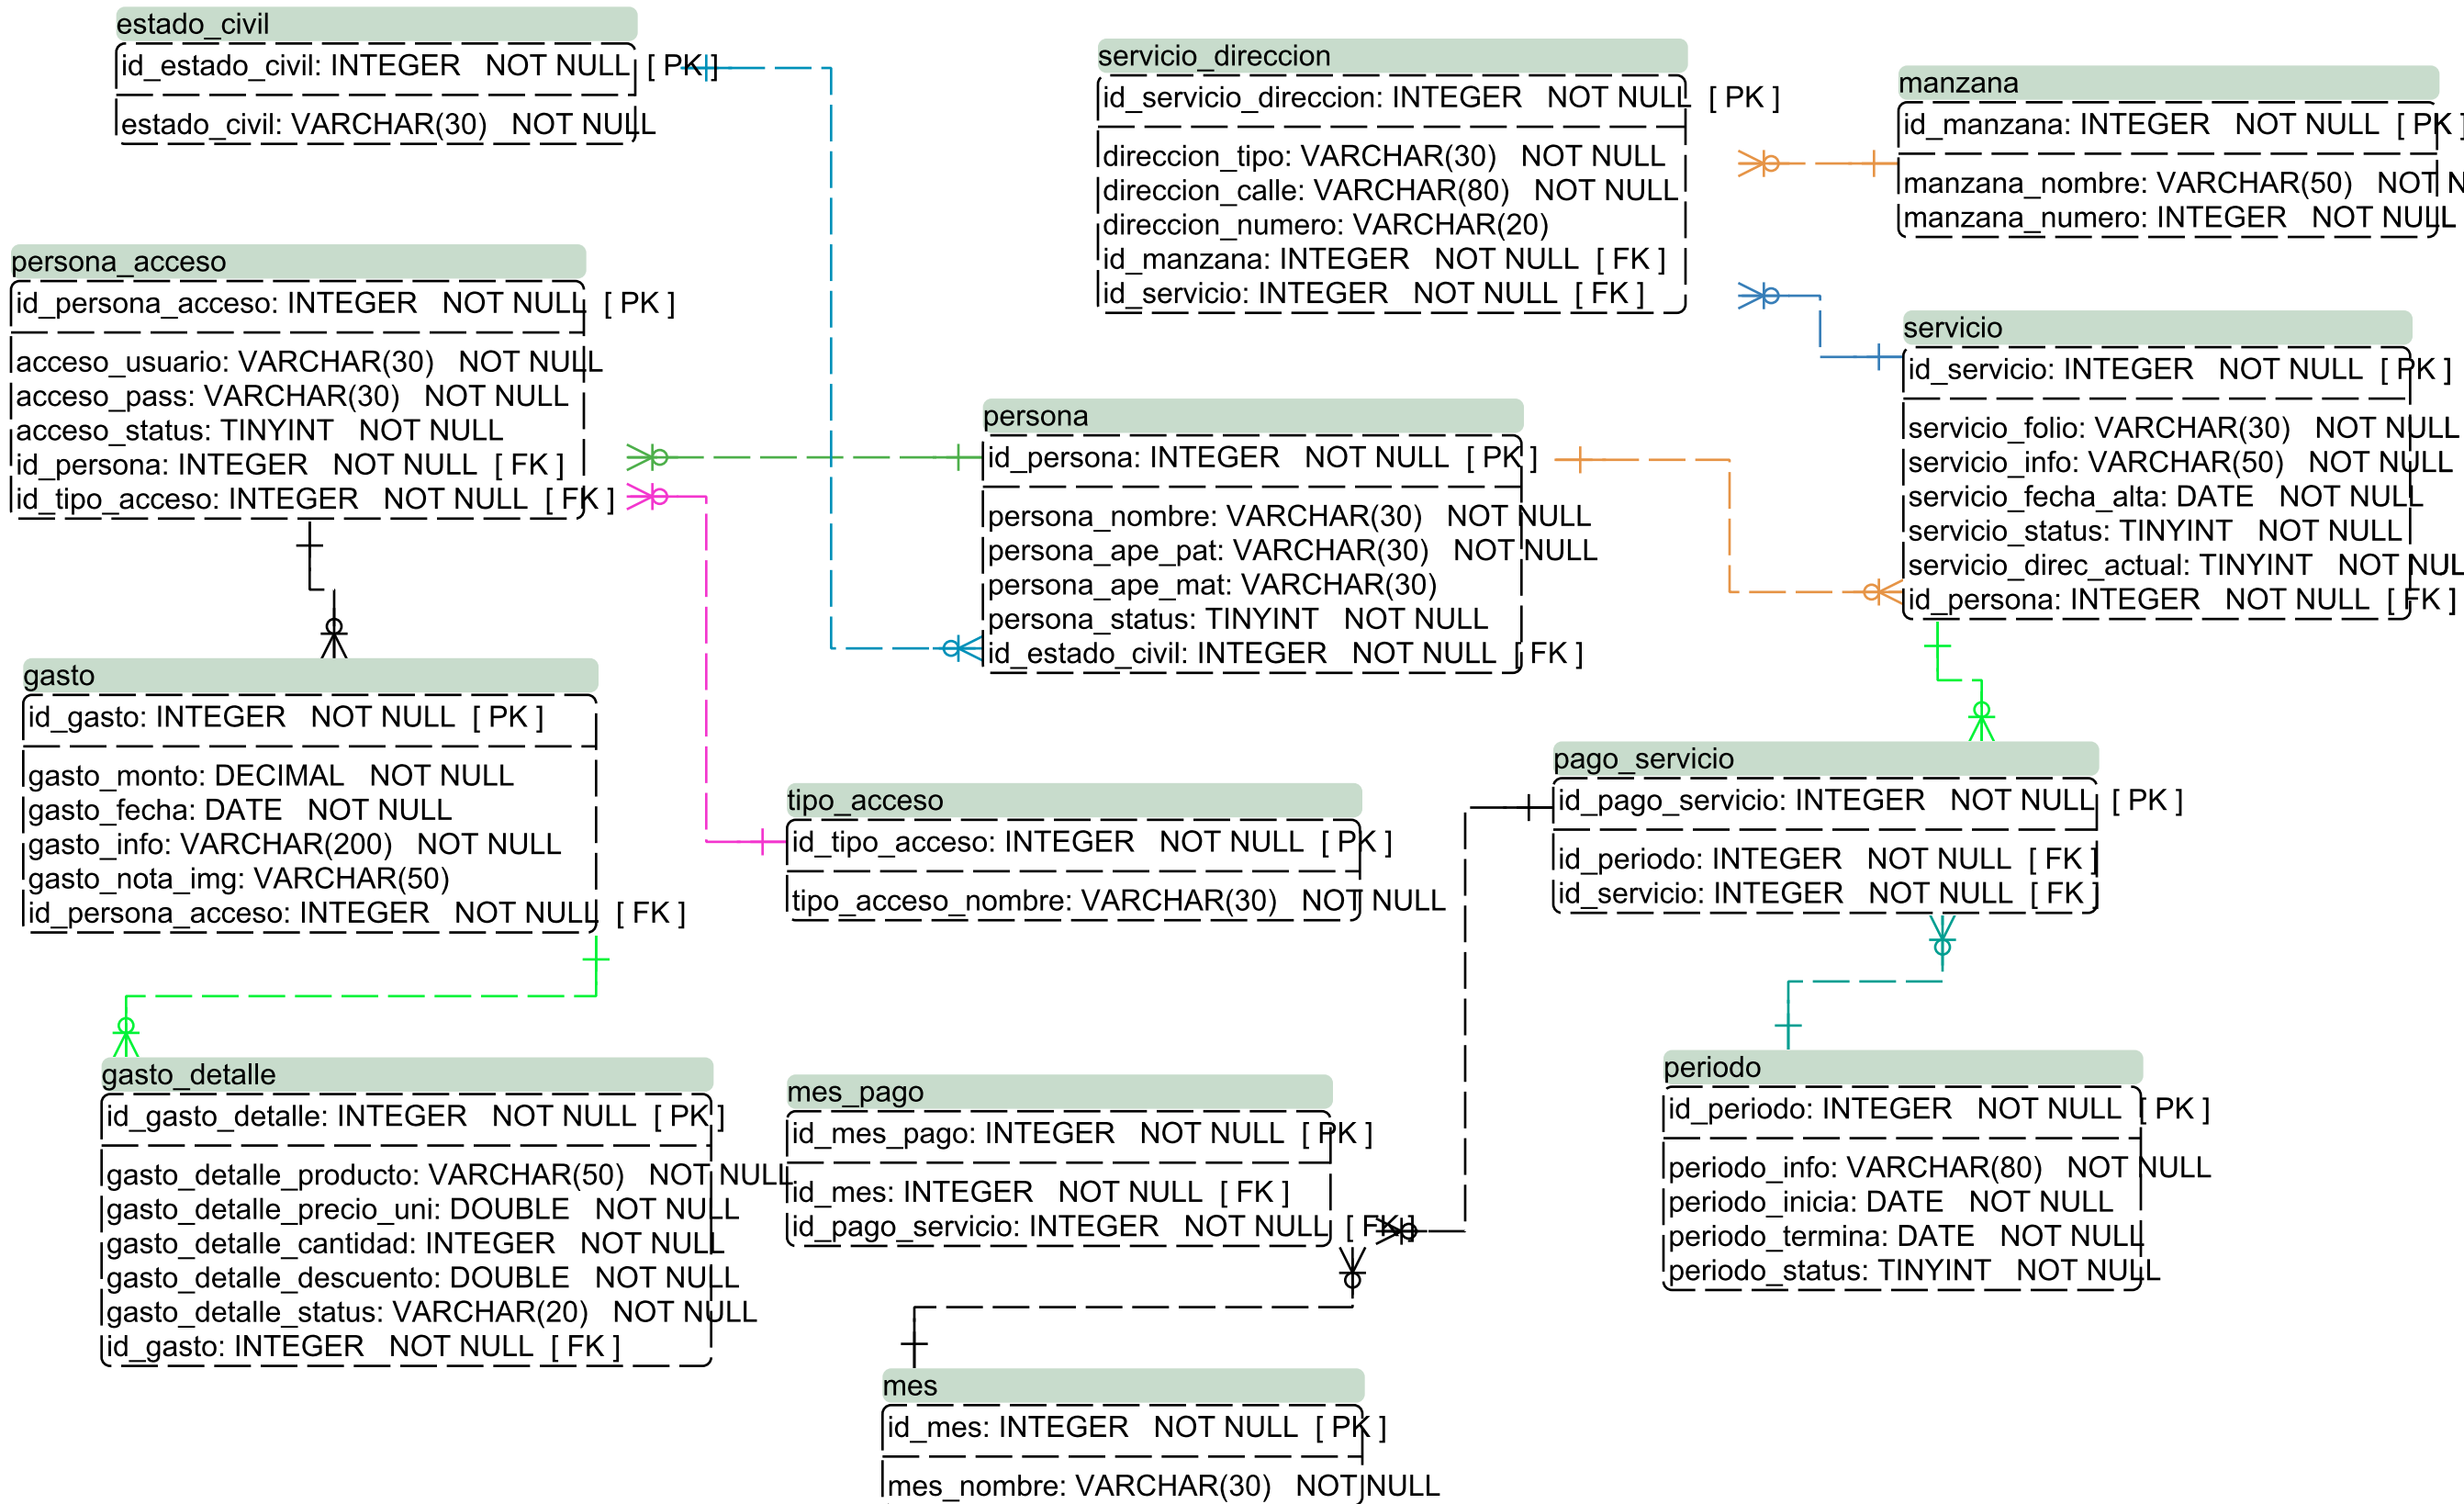 estado_civil
id_estado_civil: INTEGER NOT NULL [ PK ]
estado_civil: VARCHAR(30) NOT NULL
servicio_direccion
id_servicio_direccion: INTEGER NOT NULL [ PK ]
direccion_tipo: VARCHAR(30) NOT NULL
direccion_calle: VARCHAR(80) NOT NULL
direccion_numero: VARCHAR(20)
id_manzana: INTEGER NOT NULL [ FK ]
id_servicio: INTEGER NOT NULL [ FK ]
manzana
id_manzana: INTEGER NOT NULL [ PK ]
manzana_nombre: VARCHAR(50) NOT N
manzana_numero: INTEGER NOT NULL
persona_acceso
id_persona_acceso: INTEGER NOT NULL [ PK ]
acceso_usuario: VARCHAR(30) NOT NULL
acceso_pass: VARCHAR(30) NOT NULL
acceso_status: TINYINT NOT NULL
id_persona: INTEGER NOT NULL [ FK ]
id_tipo_acceso: INTEGER NOT NULL [ FK ]
persona
id_persona: INTEGER NOT NULL [ PK ]
persona_nombre: VARCHAR(30) NOT NULL
persona_ape_pat: VARCHAR(30) NOT NULL
persona_ape_mat: VARCHAR(30)
persona_status: TINYINT NOT NULL
id_estado_civil: INTEGER NOT NULL [ FK ]
servicio
id_servicio: INTEGER NOT NULL [ PK ]
servicio_folio: VARCHAR(30) NOT NULL
servicio_info: VARCHAR(50) NOT NULL
servicio_fecha_alta: DATE NOT NULL
servicio_status: TINYINT NOT NULL
servicio_direc_actual: TINYINT NOT NUL
id_persona: INTEGER NOT NULL [ FK ]
gasto
id_gasto: INTEGER NOT NULL [ PK ]
gasto_monto: DECIMAL NOT NULL
gasto_fecha: DATE NOT NULL
gasto_info: VARCHAR(200) NOT NULL
gasto_nota_img: VARCHAR(50)
id_persona_acceso: INTEGER NOT NULL [ FK ]
tipo_acceso
id_tipo_acceso: INTEGER NOT NULL [ PK ]
tipo_acceso_nombre: VARCHAR(30) NOT NULL
pago_servicio
id_pago_servicio: INTEGER NOT NULL [ PK ]
id_periodo: INTEGER NOT NULL [ FK ]
id_servicio: INTEGER NOT NULL [ FK ]
gasto_detalle
id_gasto_detalle: INTEGER NOT NULL [ PK ]
gasto_detalle_producto: VARCHAR(50) NOT NULL
gasto_detalle_precio_uni: DOUBLE NOT NULL
gasto_detalle_cantidad: INTEGER NOT NULL
gasto_detalle_descuento: DOUBLE NOT NULL
gasto_detalle_status: VARCHAR(20) NOT NULL
id_gasto: INTEGER NOT NULL [ FK ]
mes_pago
id_mes_pago: INTEGER NOT NULL [ PK ]
id_mes: INTEGER NOT NULL [ FK ]
id_pago_servicio: INTEGER NOT NULL [ FK ]
periodo
id_periodo: INTEGER NOT NULL [ PK ]
periodo_info: VARCHAR(80) NOT NULL
periodo_inicia: DATE NOT NULL
periodo_termina: DATE NOT NULL
periodo_status: TINYINT NOT NULL
mes
id_mes: INTEGER NOT NULL [ PK ]
mes_nombre: VARCHAR(30) NOT NULL